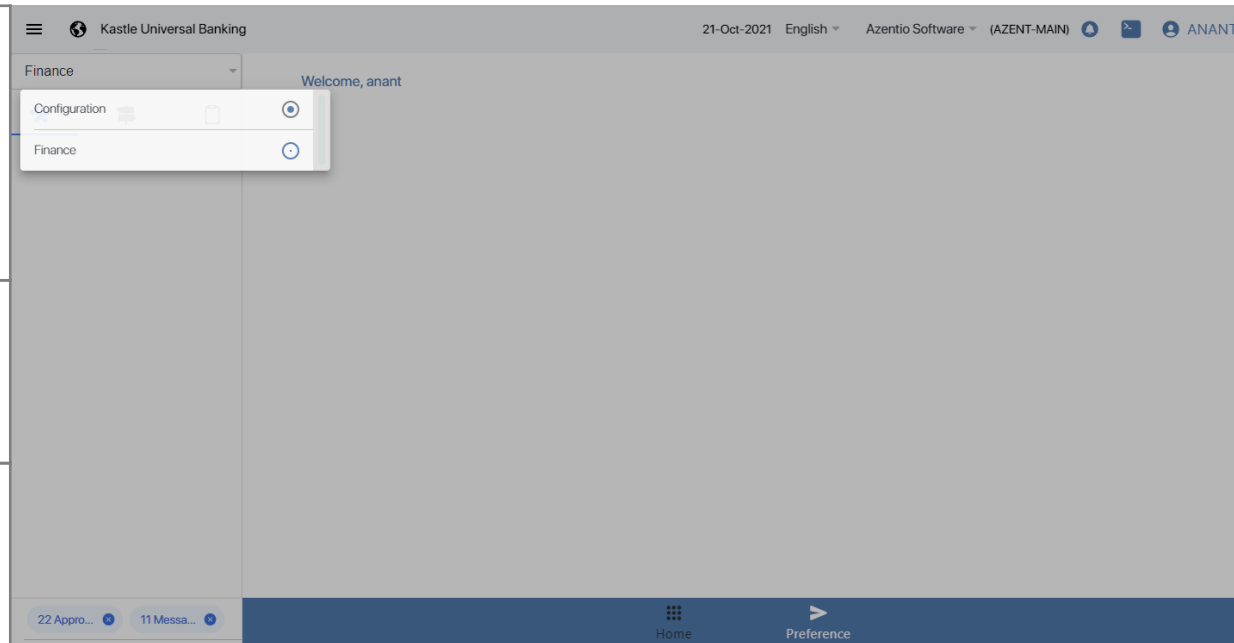 Kastle Universal Banking 21-Oct-2021 English Azentio Software (AZENT-MAIN) ANANT
Finance
Welcome, anant
Configuration
Finance
22 Appro... 11 Messa...
Home Preference